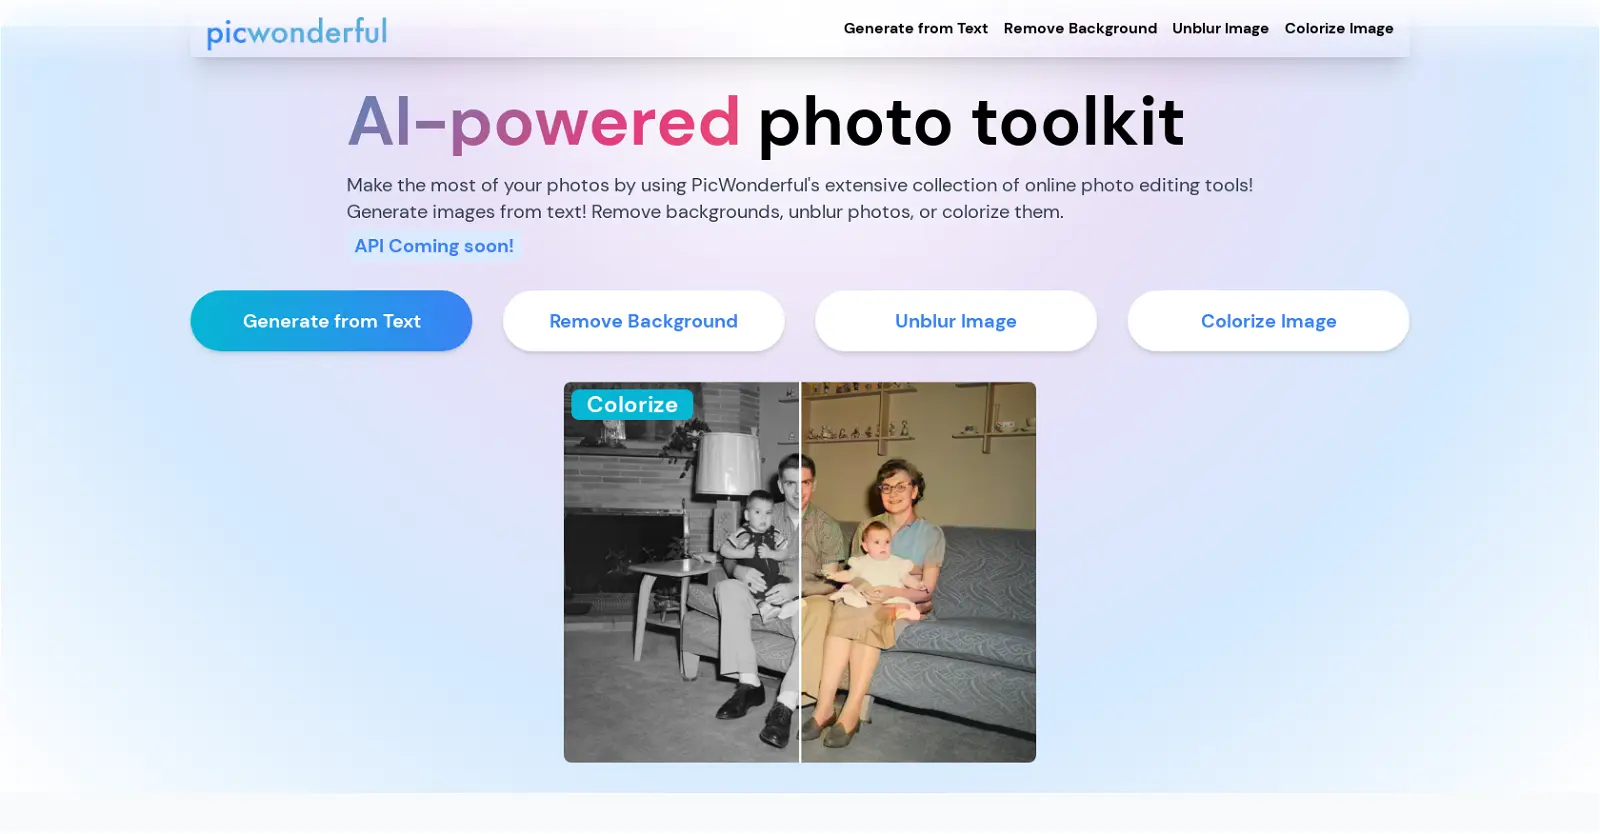 picwonderful
Generate from Text Remove Background Unblur Image Colorize Image
AI-powered photo toolkit
Make the most of your photos by using PicWonderful's extensive collection of online photo editing tools!
Generate images from text! Remove backgrounds, unblur photos, or colorize them.
API Coming soon!
Generate from Text
Remove Background
Unblur Image
Colorize Image
Colorize